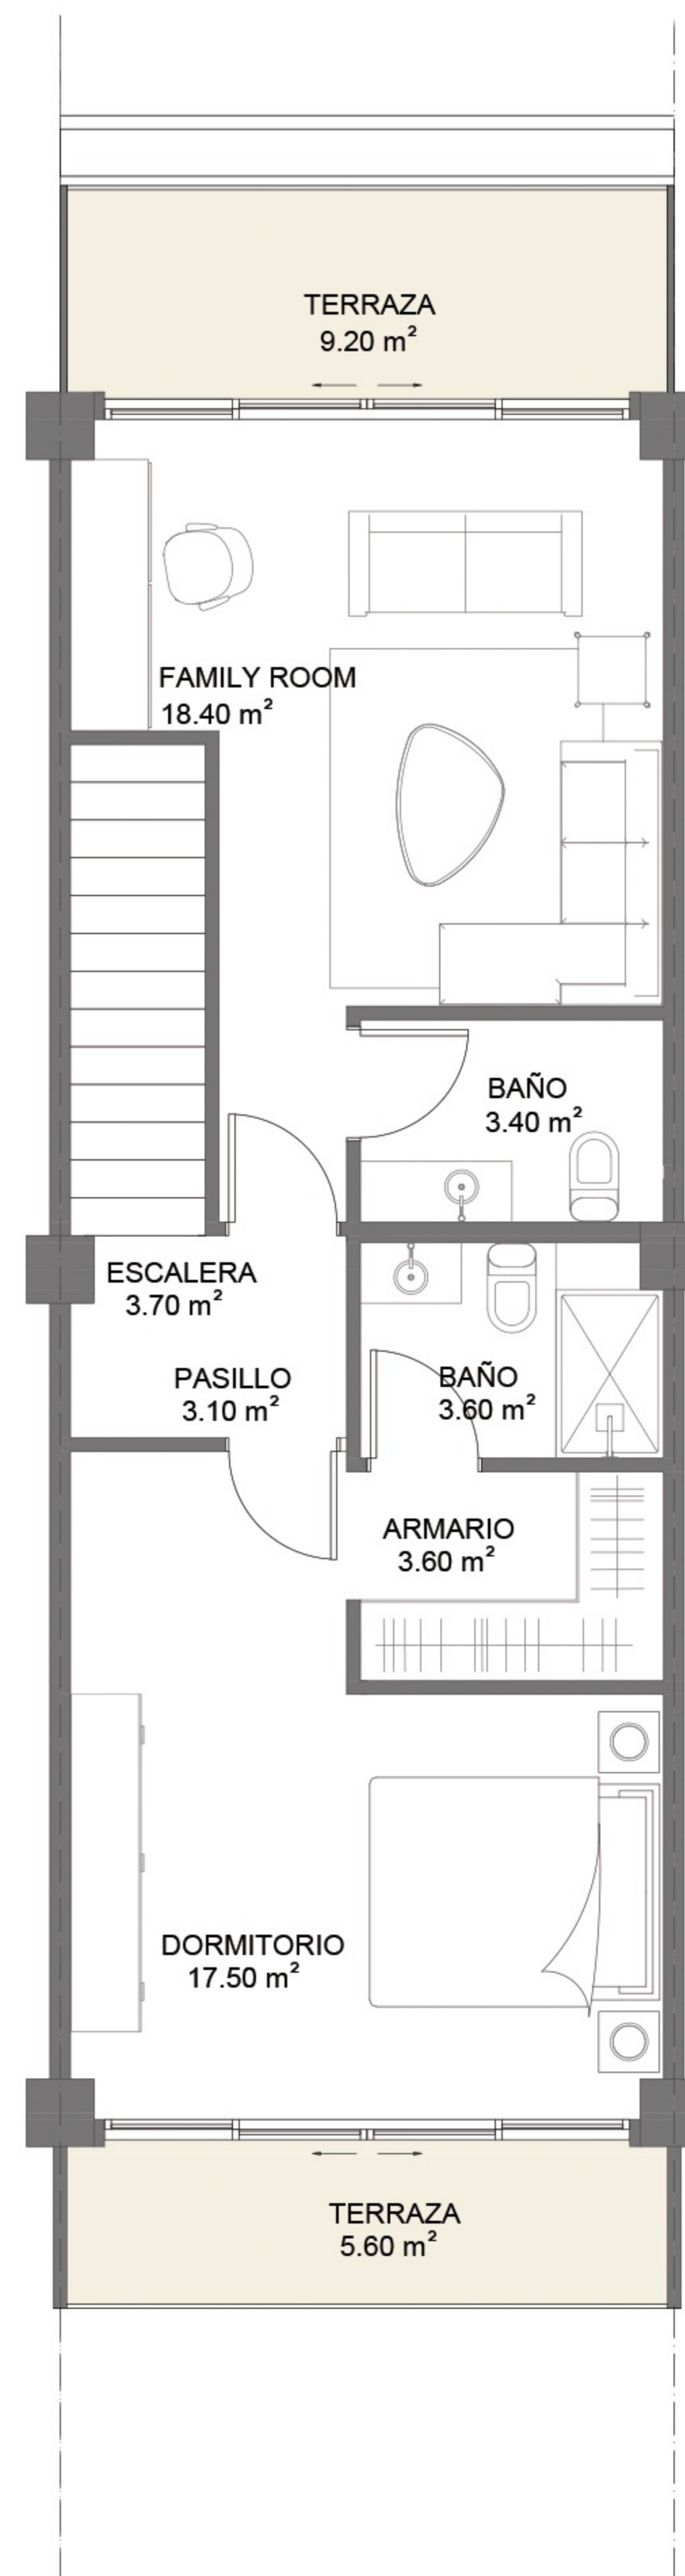 TERRAZA
9.20 m²
FAMILY ROOM
18.40 m²
BAÑO
3.40 m²
ESCALERA
3.70 m²
PASILLO
3.10 m²
BAÑO
3.60 m²
ARMARIO
3.60 m²
DORMITORIO
17.50 m²
TERRAZA
5.60 m²